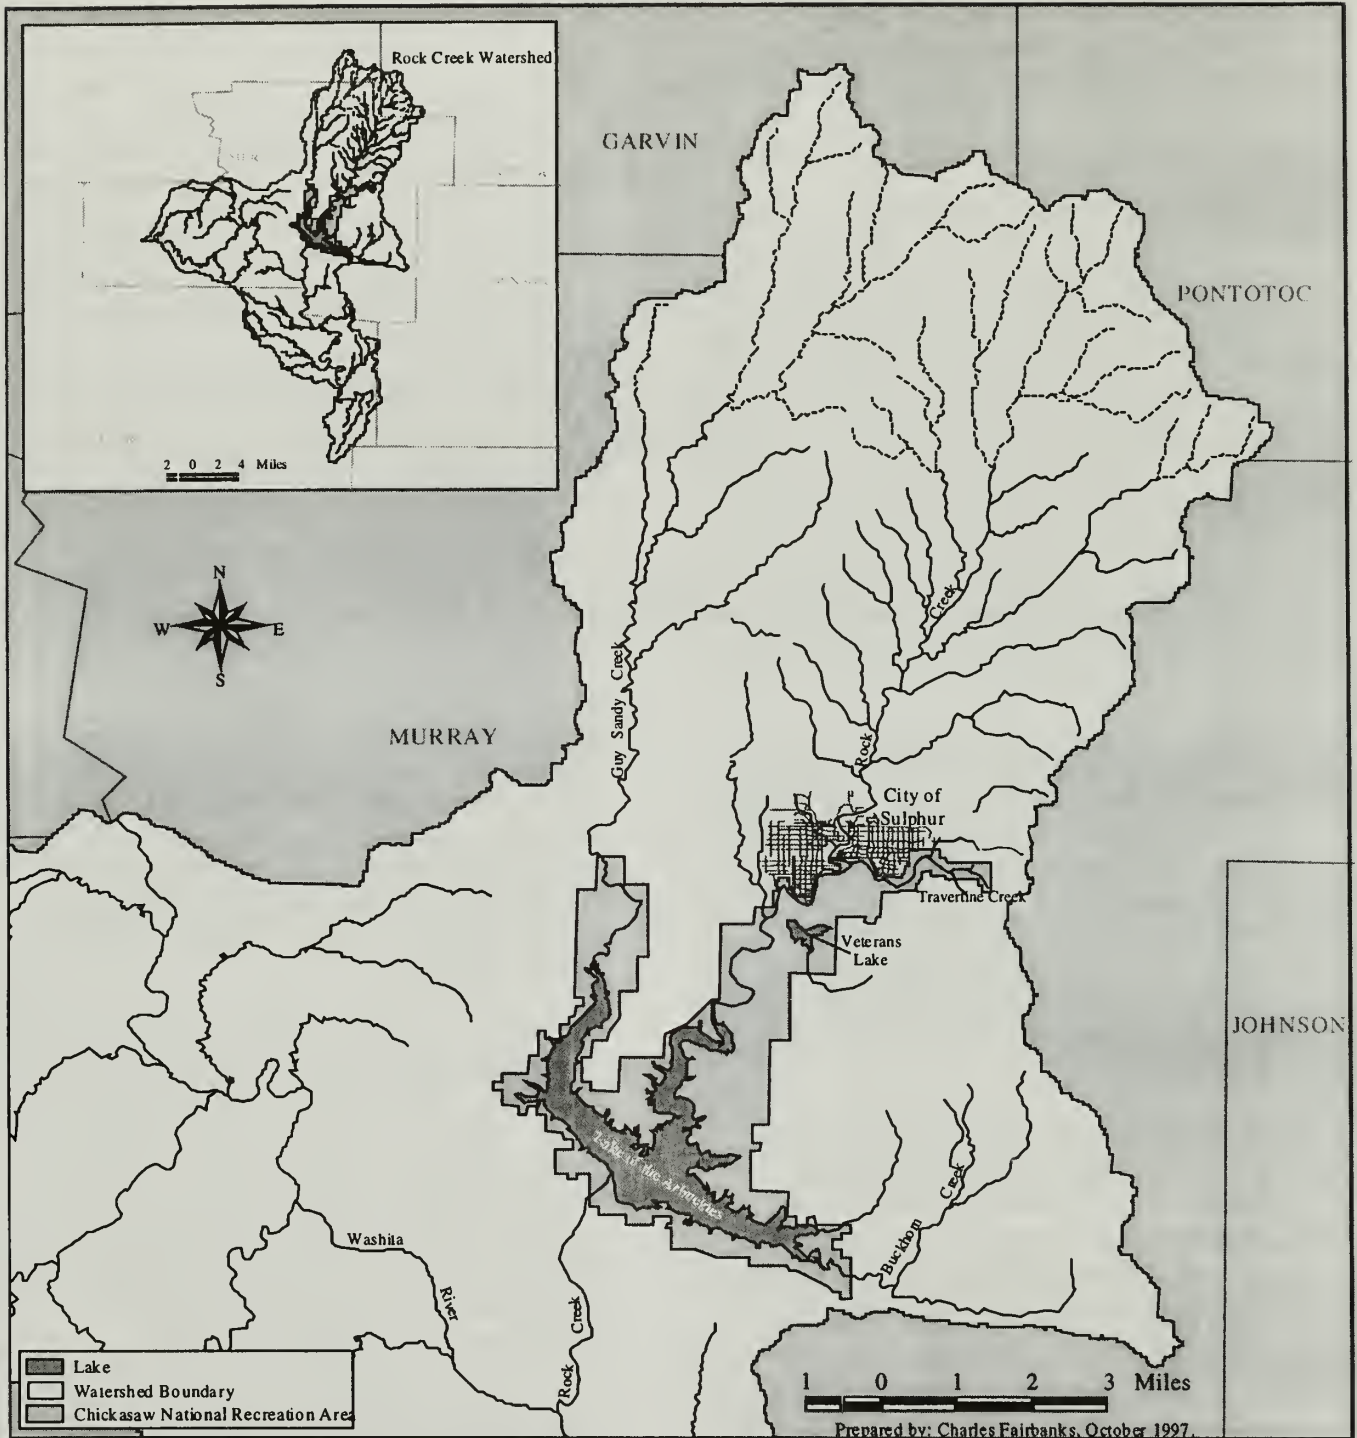 Rock Creek Watershed
2 0 2 4 Miles
GARVIN
PONTOTOC
N
W E
S
MURRAY
Guy Sandy Creek
Creek
Rock
City of
Sulphur
Travertine Creek
Veterans
Lake
JOHNSON
Lake of the Arbuckles
Creek
Buckhorn
Washita
River
Creek
Rock
Lake
Watershed Boundary
Chickasaw National Recreation Area
1 0 1 2 3 Miles
Prepared by: Charles Fairbanks, October 1997.